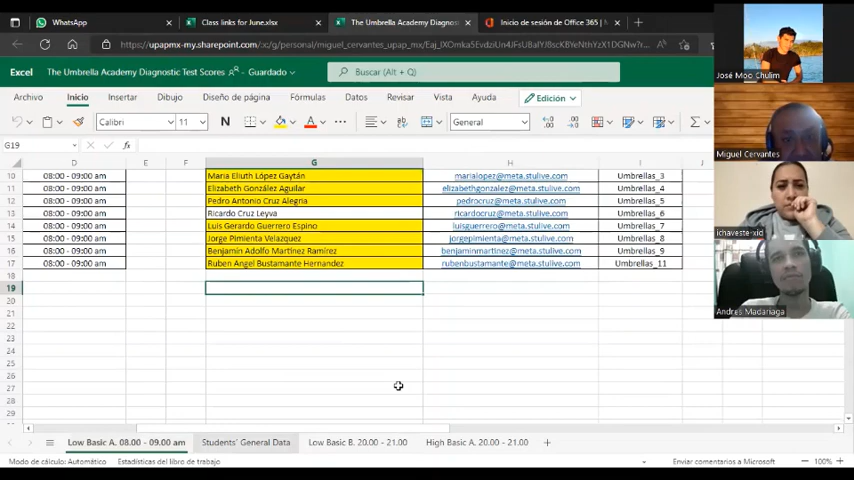 WhatsApp
Class links for June.xlsx
The Umbrella Academy Diagnost
Inicio de sesión de Office 365 | M
https://upapmx-my.sharepoint.com/:x:/g/personal/miguel_cervantes_upap_mx/
Excel
The Umbrella Academy Diagnostic Test Scores - Guardado
Buscar (Alt + Q)
Archivo Inicio Insertar Dibujo Diseño de página Fórmulas Datos Revisar Vista Ayuda Edición
Calibri 11 N A General
G19 fx
D E F G H I J
10 08:00 - 09:00 am Maria Eliuth López Gaytán marialopez@meta.stulive.com Umbrellas_3
11 08:00 - 09:00 am Elizabeth González Aguilar elizabethgonzalez@meta.stulive.com Umbrellas_4
12 08:00 - 09:00 am Pedro Antonio Cruz Alegria pedrocruz@meta.stulive.com Umbrellas_5
13 08:00 - 09:00 am Ricardo Cruz Leyva ricardocruz@meta.stulive.com Umbrellas_6
14 08:00 - 09:00 am Luis Gerardo Guerrero Espino luisguerrero@meta.stulive.com Umbrellas_7
15 08:00 - 09:00 am Jorge Pimienta Velazquez jorgepimienta@meta.stulive.com Umbrellas_8
16 08:00 - 09:00 am Benjamin Adolfo Martinez Ramírez benjaminmartinez@meta.stulive.com Umbrellas_9
17 08:00 - 09:00 am Ruben Angel Bustamante Hernandez rubenbustamante@meta.stulive.com Umbrellas_11
18
19
20
21
22
23
24
25
26
27
28
29
Low Basic A. 08.00 - 09.00 am Students' General Data Low Basic B. 20.00 - 21.00 High Basic A. 20.00 - 21.00
Modo de cálculo: Automático Estadísticas del libro de trabajo Enviar comentarios a Microsoft 100%
José Moo Chulim
Miguel Cervantes
ichaveste-xid
Andres Madariaga